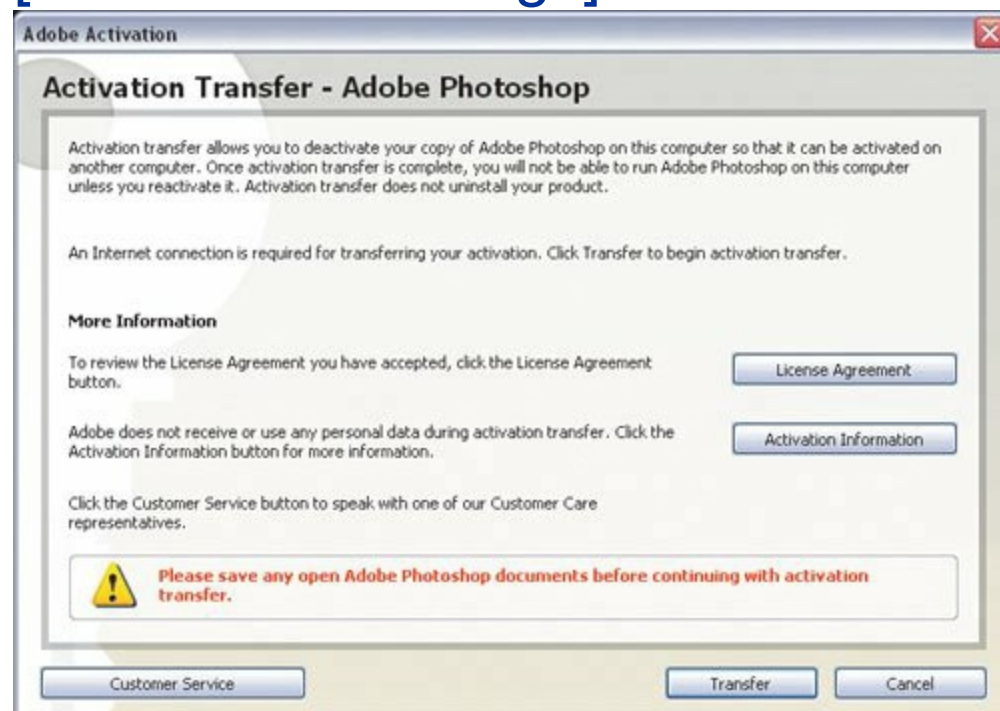 Adobe Activation
Activation Transfer - Adobe Photoshop
Activation transfer allows you to deactivate your copy of Adobe Photoshop on this computer so that it can be activated on
another computer. Once activation transfer is complete, you will not be able to run Adobe Photoshop on this computer
unless you reactivate it. Activation transfer does not uninstall your product.
An Internet connection is required for transferring your activation. Click Transfer to begin activation transfer.
More Information
To review the License Agreement you have accepted, click the License Agreement
button.
License Agreement
Adobe does not receive or use any personal data during activation transfer. Click the
Activation Information button for more information.
Activation Information
Click the Customer Service button to speak with one of our Customer Care
representatives.
Please save any open Adobe Photoshop documents before continuing with activation
transfer.
Customer Service
Transfer
Cancel